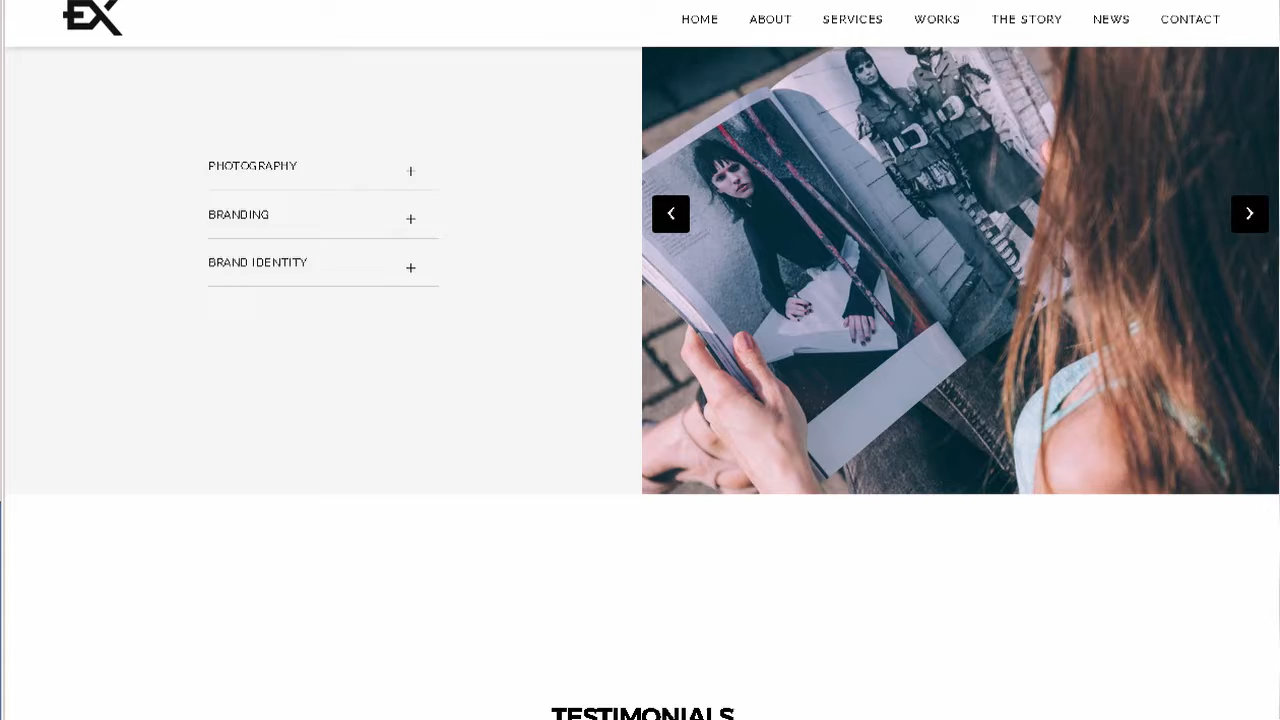 EX
HOME ABOUT SERVICES WORKS THE STORY NEWS CONTACT
PHOTOGRAPHY +
BRANDING +
BRAND IDENTITY +
TESTIMONIALS